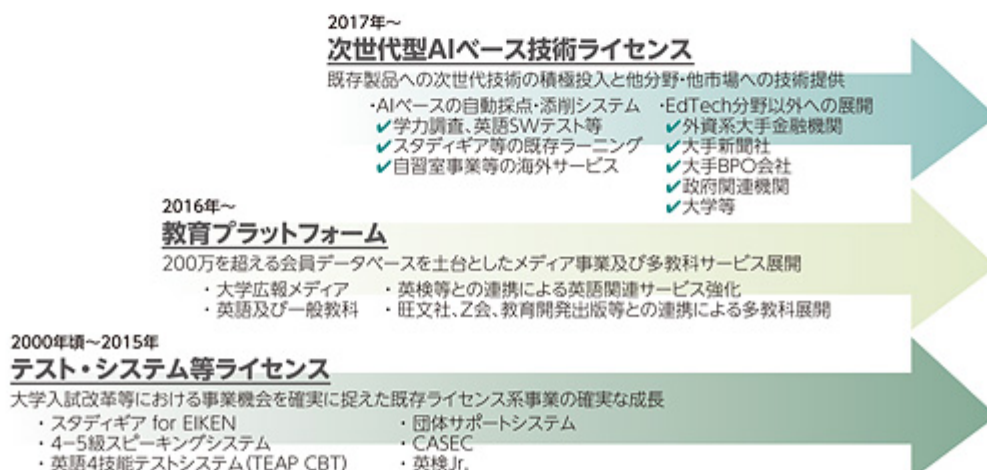 2017年～
次世代型AIベース技術ライセンス
既存製品への次世代技術の積極投入と他分野・他市場への技術提供
・AIベースの自動採点・添削システム ・EdTech分野以外への展開
✔学力調査、英語SWテスト等 ✔外資系大手金融機関
✔スタディギア等の既存ラーニング ✔大手新聞社
✔自習室事業等の海外サービス ✔大手BPO会社
✔政府関連機関
✔大学等
2016年～
教育プラットフォーム
200万を超える会員データベースを土台としたメディア事業及び多教科サービス展開
・大学広報メディア ・英検等との連携による英語関連サービス強化
・英語及び一般教科 ・旺文社、Z会、教育開発出版等との連携による多教科展開
2000年頃～2015年
テスト・システム等ライセンス
大学入試改革等における事業機会を確実に捉えた既存ライセンス系事業の確実な成長
・スタディギア for EIKEN ・団体サポートシステム
・4−5級スピーキングシステム ・CASEC
・英語4技能テストシステム(TEAP CBT) ・英検Jr.